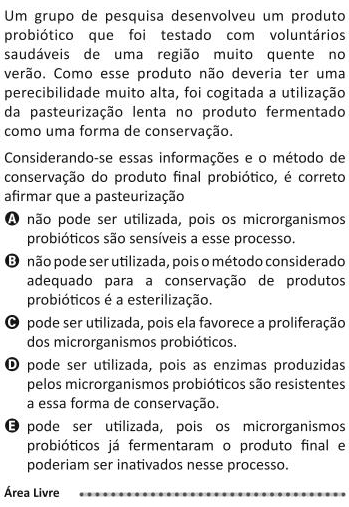 Um grupo de pesquisa desenvolveu um produto
probiótico que foi testado com voluntários
saudáveis de uma região muito quente no
verão. Como esse produto não deveria ter uma
perecibilidade muito alta, foi cogitada a utilização
da pasteurização lenta no produto fermentado
como uma forma de conservação.
Considerando-se essas informações e o método de
conservação do produto final probiótico, é correto
afirmar que a pasteurização
A não pode ser utilizada, pois os microrganismos
probióticos são sensíveis a esse processo.
B não pode ser utilizada, pois o método considerado
adequado para a conservação de produtos
probióticos é a esterilização.
C pode ser utilizada, pois ela favorece a proliferação
dos microrganismos probióticos.
D pode ser utilizada, pois as enzimas produzidas
pelos microrganismos probióticos são resistentes
a essa forma de conservação.
E pode ser utilizada, pois os microrganismos
probióticos já fermentaram o produto final e
poderiam ser inativados nesse processo.
Área Livre